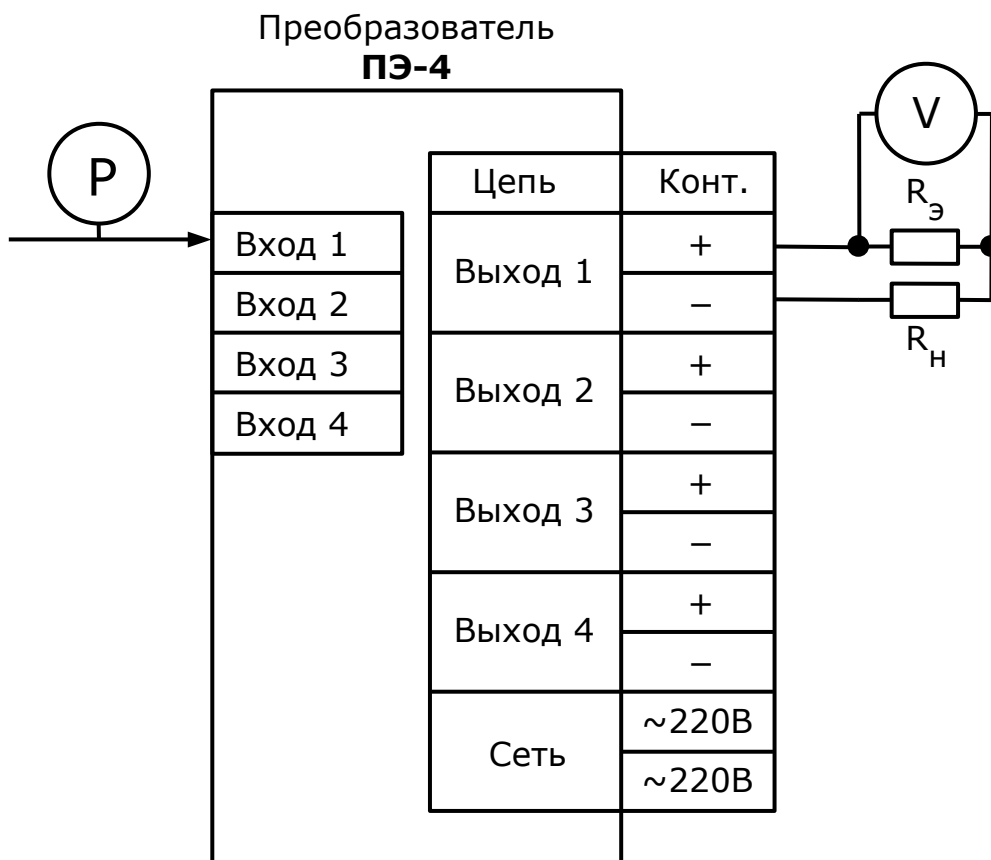 Преобразователь
ПЭ-4
P
V
Цепь Конт.
Rэ
Вход 1
Вход 2
Вход 3
Вход 4
Выход 1 +
–
Rн
Выход 2 +
–
Выход 3 +
–
Выход 4 +
–
Сеть ~220В
~220В